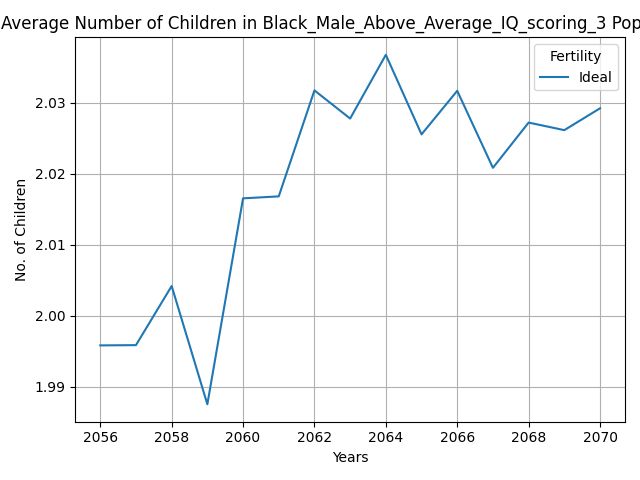 Average Number of Children in Black_Male_Above_Average_IQ_scoring_3 Pop
Fertility
Ideal
2.03
2.02
2.01
2.00
1.99
No. of Children
2056 2058 2060 2062 2064 2066 2068 2070
Years